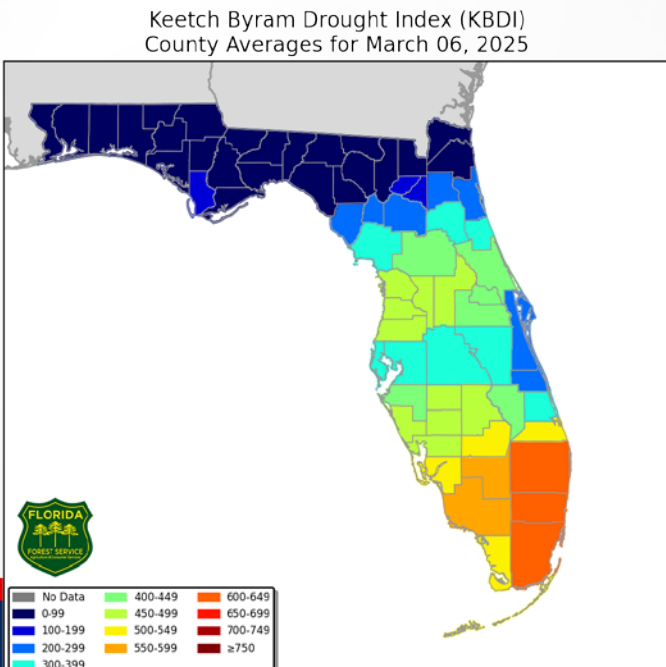 Keetch Byram Drought Index (KBDI)
County Averages for March 06, 2025
FLORIDA
FOREST SERVICE
No Data
0-99
100-199
200-299
300-399
400-449
450-499
500-549
550-599
600-649
650-699
700-749
≥750